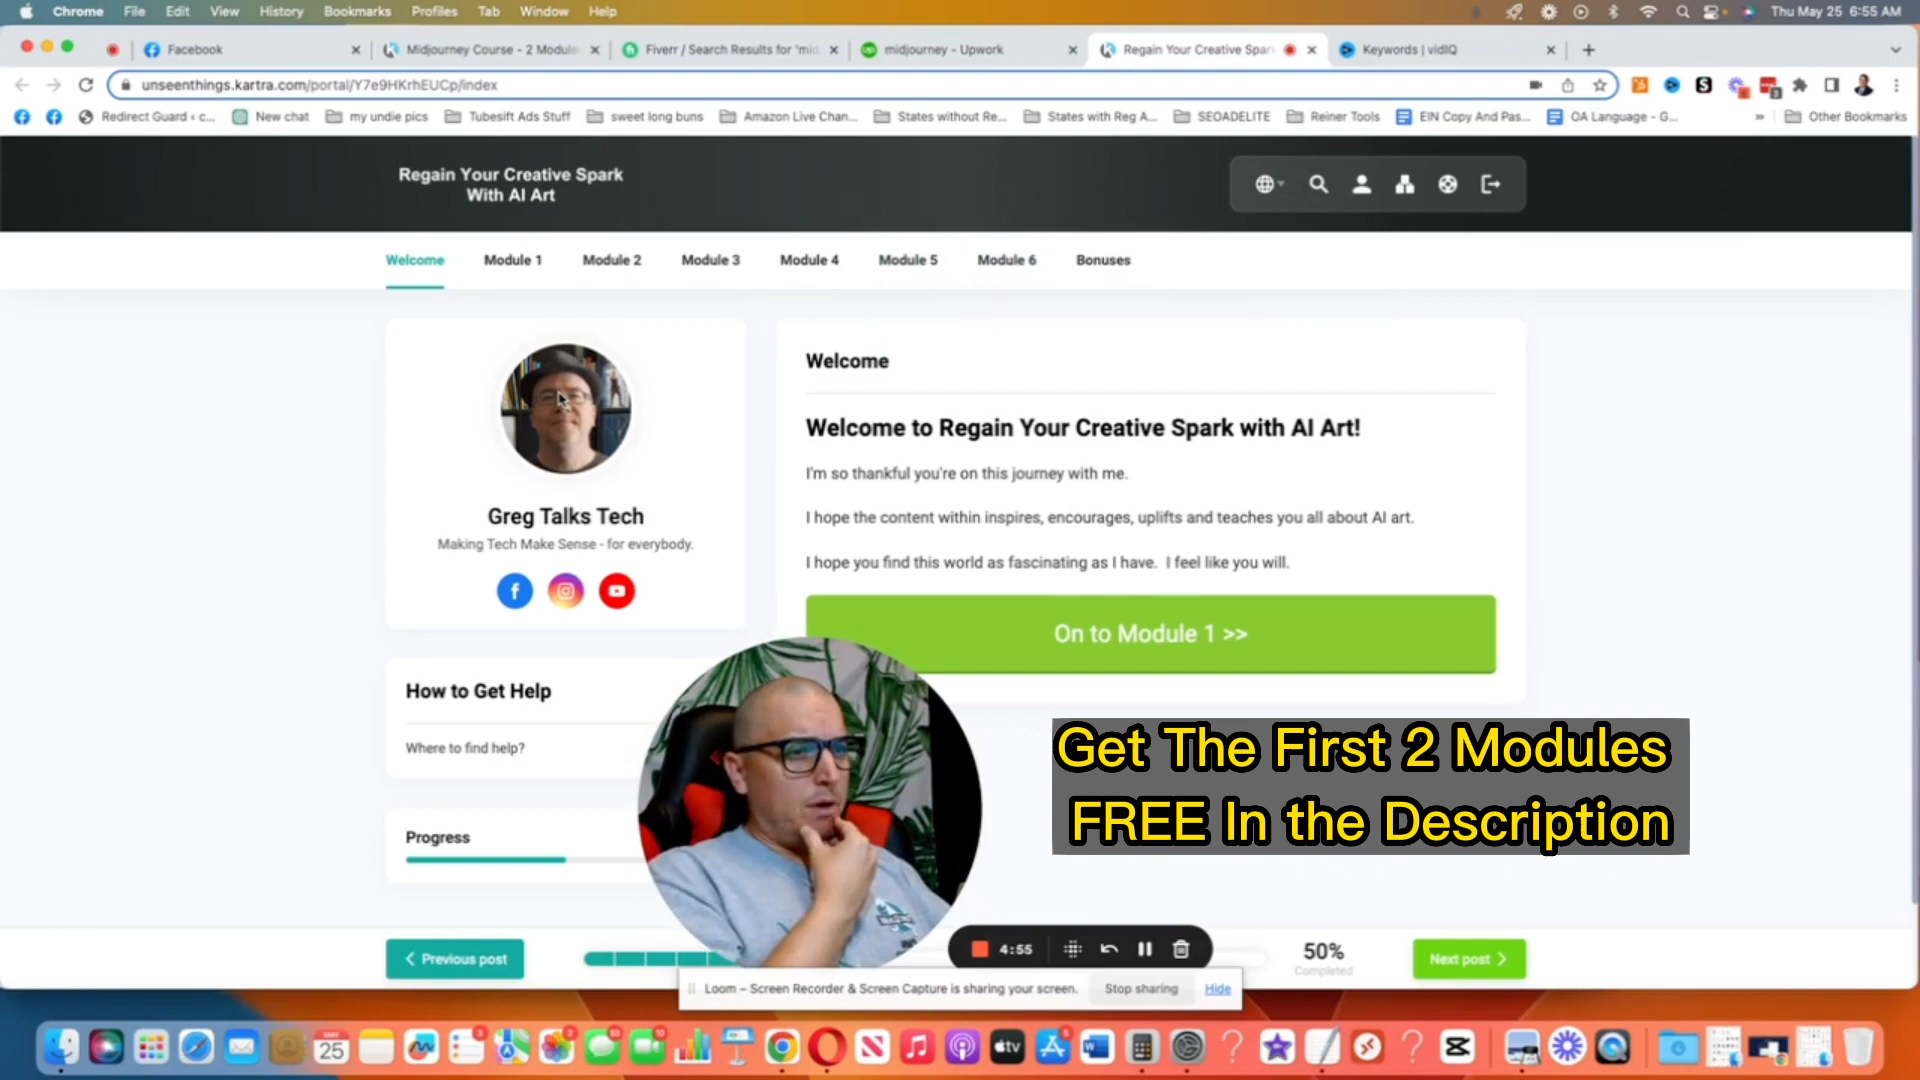 Chrome File Edit View History Bookmarks Profiles Tab Window Help Thu May 25 6:55 AM
Facebook Midjourney Course - 2 Module Fiverr / Search Results for 'mid midjourney - Upwork Regain Your Creative Spar Keywords | vidIQ
unseenthings.kartra.com/portal/Y7e9HKrhEUCp/index
Redirect Guard ‹ c... New chat my undie pics Tubesift Ads Stuff sweet long buns Amazon Live Chan... States without Re... States with Reg A... SEOADELITE Reiner Tools EIN Copy And Pas... OA Language - G... » Other Bookmarks
Regain Your Creative Spark
With AI Art
Welcome Module 1 Module 2 Module 3 Module 4 Module 5 Module 6 Bonuses
Welcome
Welcome to Regain Your Creative Spark with AI Art!
I'm so thankful you're on this journey with me.
Greg Talks Tech
I hope the content within inspires, encourages, uplifts and teaches you all about AI art.
Making Tech Make Sense - for everybody.
I hope you find this world as fascinating as I have. I feel like you will.
On to Module 1 >>
How to Get Help
Where to find help?
Get The First 2 Modules
FREE In the Description
Progress
Previous post
4:55
50%
Completed
Next post
Loom – Screen Recorder & Screen Capture is sharing your screen. Stop sharing Hide
25
tv